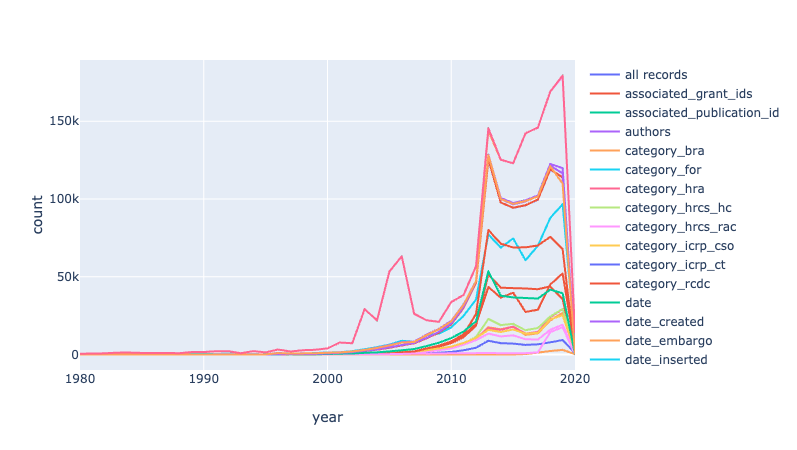 all records
associated_grant_ids
associated_publication_id
authors
category_bra
category_for
category_hra
category_hrcs_hc
category_hrcs_rac
category_icrp_cso
category_icrp_ct
category_rcdc
date
date_created
date_embargo
date_inserted
150k
100k
50k
0
count
1980
1990
2000
2010
2020
year